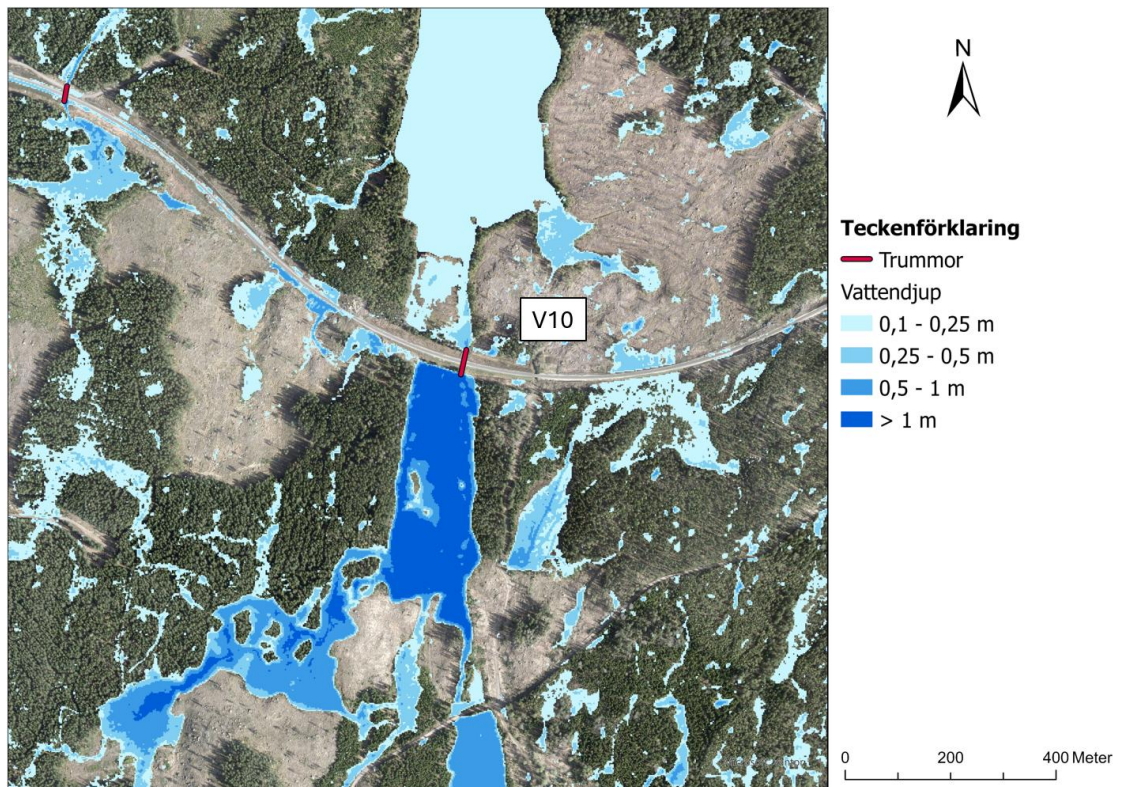 N
V10
Teckenförklaring
Trummor
Vattendjup
0,1 - 0,25 m
0,25 - 0,5 m
0,5 - 1 m
> 1 m
0 200 400 Meter